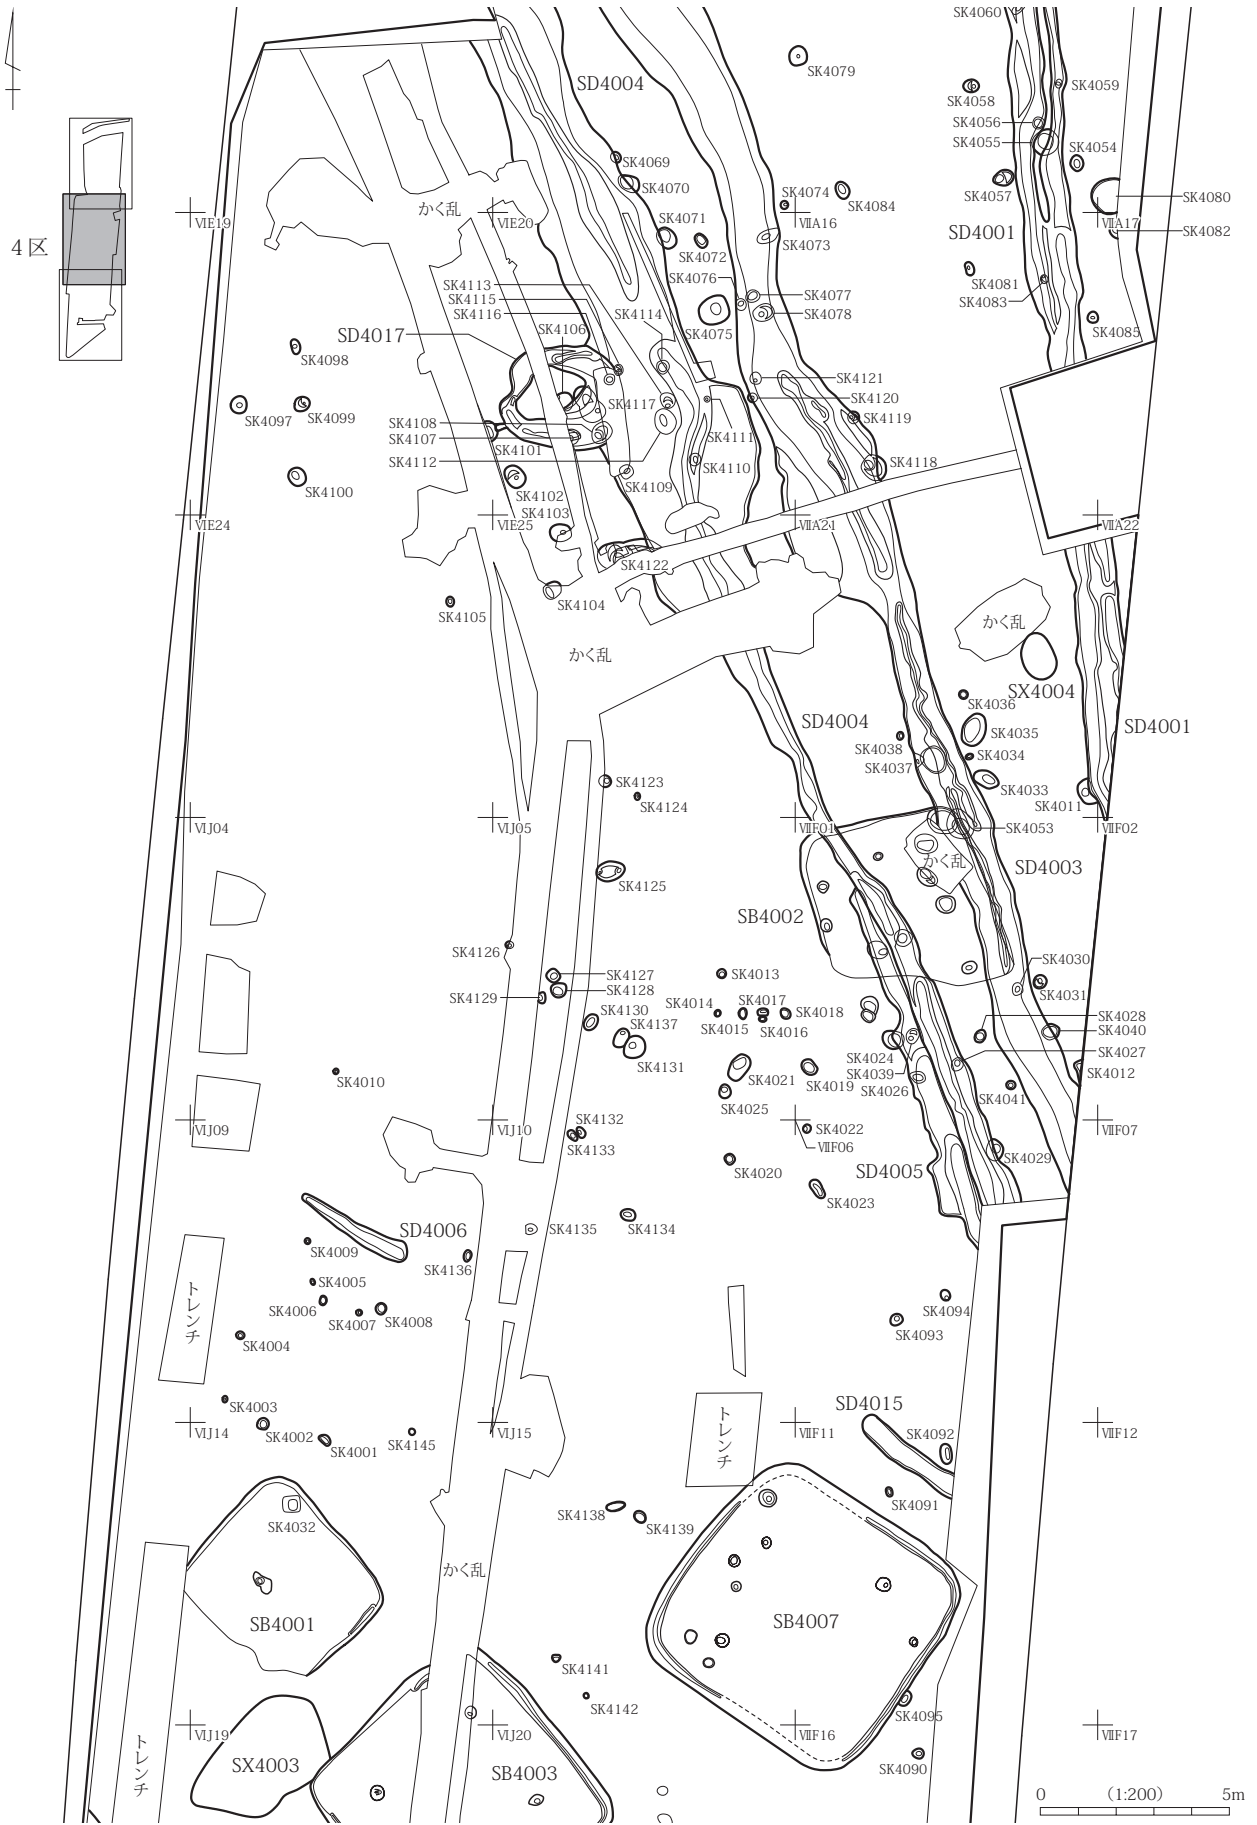 SK4060
SK4079
SD4004
SK4058
SK4059
SK4056
SK4055
SK4054
SK4069
SK4070
SK4057
SK4080
SK4074
SK4084
かく乱
VIE19
VIE20
VIIA16
VIIA17
4区
SK4071
SK4072
SK4073
SD4001
SK4082
SK4076
SK4081
SK4083
SK4113
SK4115
SK4116
SK4114
SK4077
SK4078
SK4106
SD4017
SK4075
SK4085
SK4098
SK4121
SK4120
SK4097
SK4099
SK4117
SK4119
SK4108
SK4107
SK4111
SK4101
SK4112
SK4110
SK4118
SK4100
SK4102
SK4109
SK4103
VIE24
VIE25
VIIA21
VIIA22
SK4122
SK4105
SK4104
かく乱
かく乱
SX4004
SK4036
SD4004
SK4035
SD4001
SK4038
SK4034
SK4037
SK4033
SK4123
SK4011
SK4124
VIJ04
VIJ05
VIIF01
SK4053
VIIF02
かく乱
SD4003
SK4125
SB4002
SK4126
SK4030
SK4127
SK4013
SK4128
SK4031
SK4129
SK4014
SK4017
SK4130
SK4018
SK4028
SK4137
SK4015
SK4016
SK4040
SK4024
SK4027
SK4131
SK4039
SK4010
SK4021
SK4019
SK4026
SK4012
SK4041
SK4025
VIJ09
VIJ10
SK4132
SK4022
VIIF07
SK4133
VIIF06
SK4029
SK4020
SD4005
SK4023
SD4006
SK4135
SK4134
SK4009
SK4136
トレンチ
SK4005
SK4006
SK4007
SK4008
SK4094
SK4004
SK4093
SK4003
SD4015
VIJ14
VIJ15
トレンチ
VIIF11
VIIF12
SK4002
SK4001
SK4145
SK4092
SK4091
SK4032
SK4138
SK4139
かく乱
SB4001
SB4007
SK4141
SK4142
SK4095
VIJ19
VIJ20
VIIF16
VIIF17
トレンチ
SX4003
SB4003
SK4090
0 (1:200) 5m